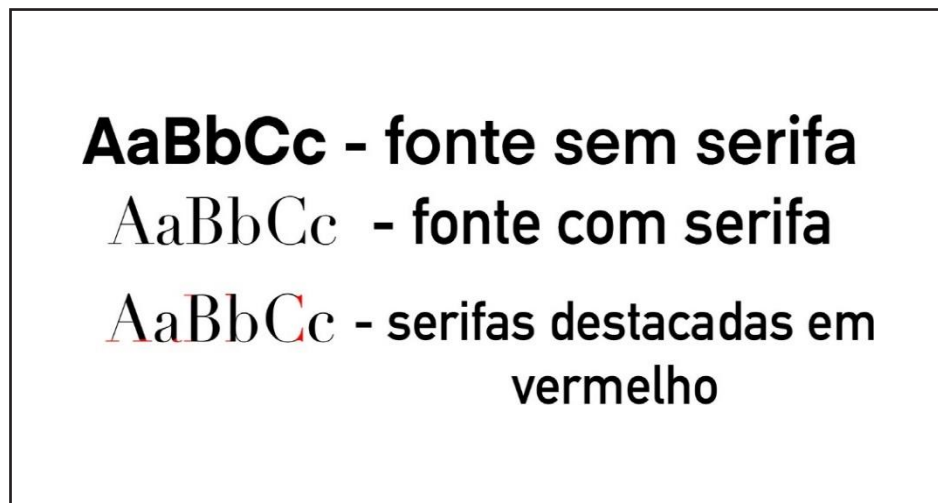 AaBbCc - fonte sem serifa
AaBbCc - fonte com serifa
AaBbCc - serifas destacadas em
vermelho